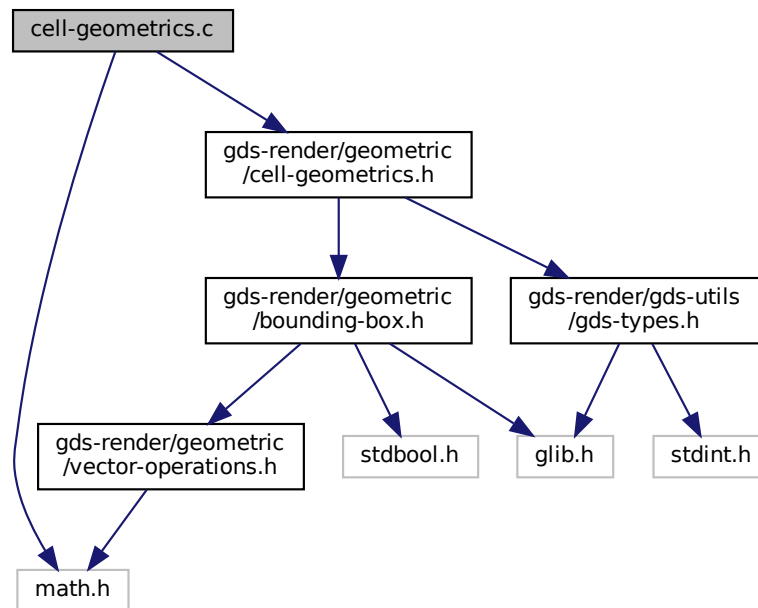 cell-geometrics.c
gds-render/geometric
/cell-geometrics.h
gds-render/geometric
/bounding-box.h
gds-render/gds-utils
/gds-types.h
gds-render/geometric
/vector-operations.h
stdbool.h
glib.h
stdint.h
math.h